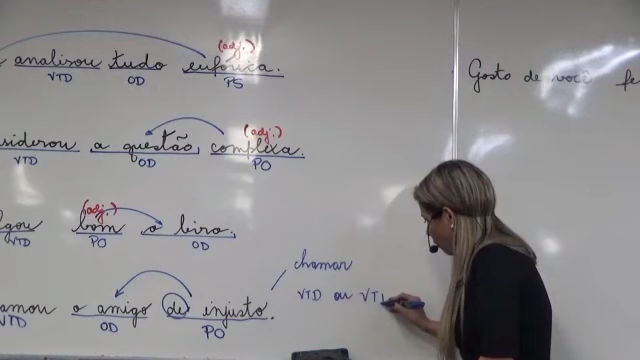 (adj.)
analisou tudo eufórica.
VTD OD PS
Gosto de você
(adj.)
siderou a questão complexa.
VTD OD PO
(adj.)
gou bom o livro.
VTD PO OD
chamar
VTD ou VTI
amou o amigo de injusto.
VTD OD PO